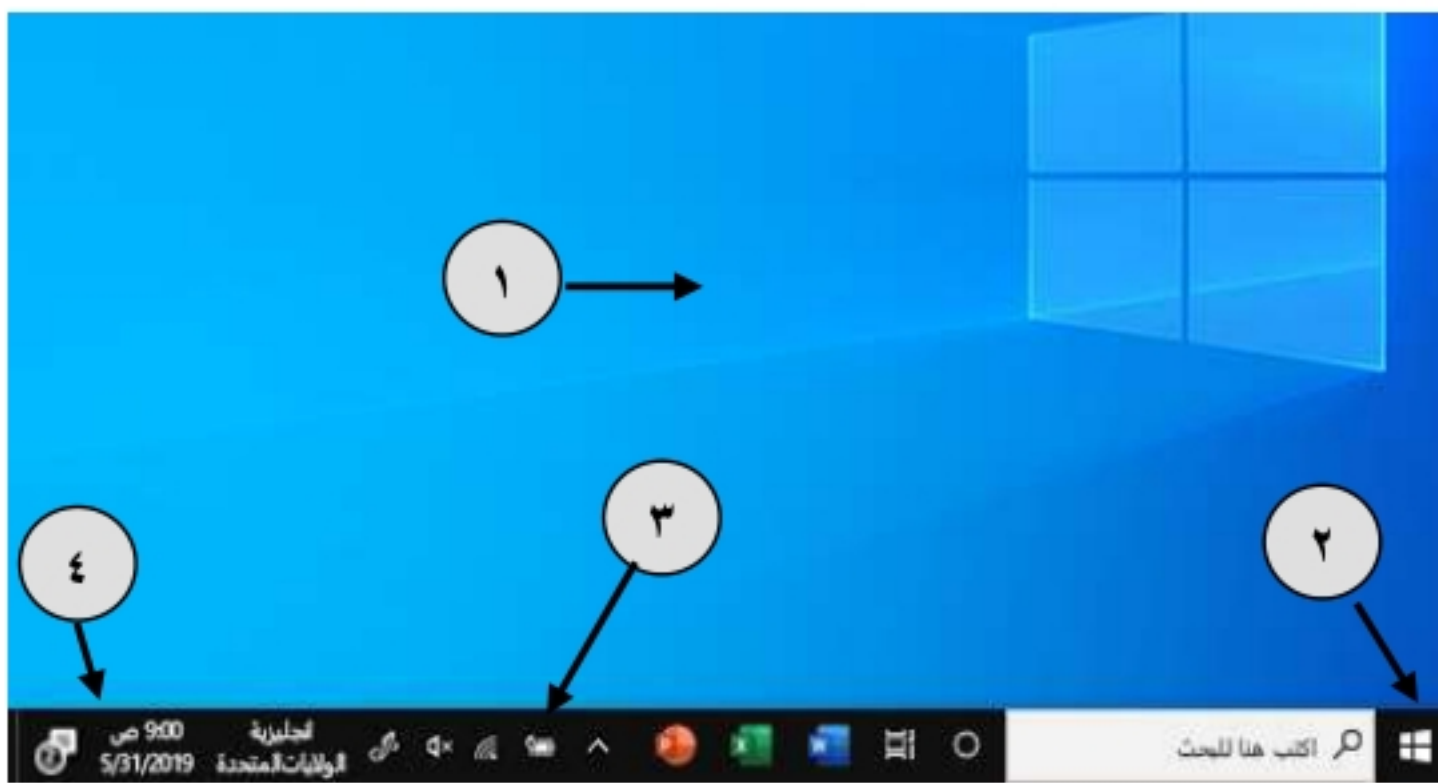 ١
٣
٢
٤
اكتب هنا للبحث
انجليزية
الولايات المتحدة
9:00 ص
5/31/2019